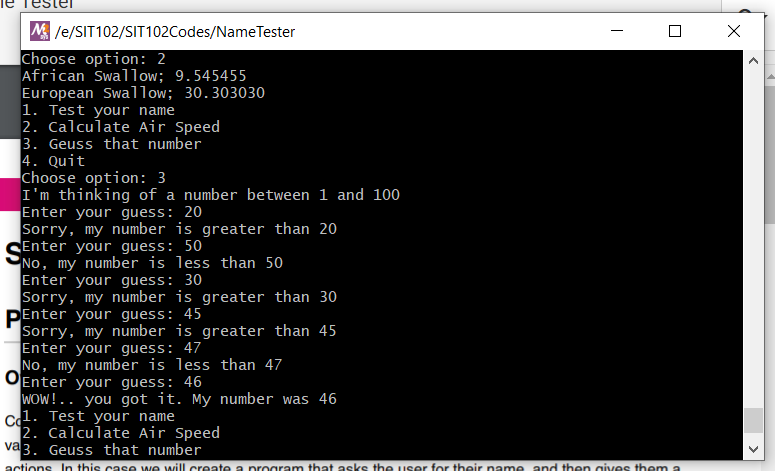 ne Tester
/e/SIT102/SIT102Codes/NameTester
Choose option: 2
African Swallow; 9.545455
European Swallow; 30.303030
1. Test your name
2. Calculate Air Speed
3. Geuss that number
4. Quit
Choose option: 3
I'm thinking of a number between 1 and 100
Enter your guess: 20
Sorry, my number is greater than 20
Enter your guess: 50
No, my number is less than 50
Enter your guess: 30
Sorry, my number is greater than 30
Enter your guess: 45
Sorry, my number is greater than 45
Enter your guess: 47
No, my number is less than 47
Enter your guess: 46
WOW!.. you got it. My number was 46
1. Test your name
2. Calculate Air Speed
3. Geuss that number
actions. In this case we will create a program that asks the user for their name, and then gives them a